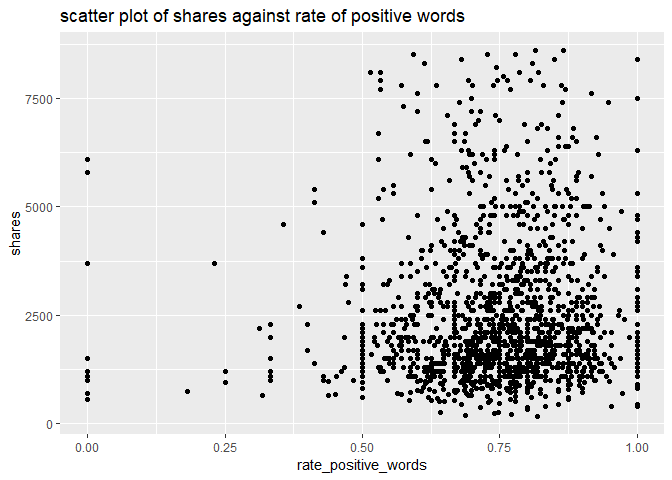 scatter plot of shares against rate of positive words
shares
7500
5000
2500
0
0.00 0.25 0.50 0.75 1.00
rate_positive_words